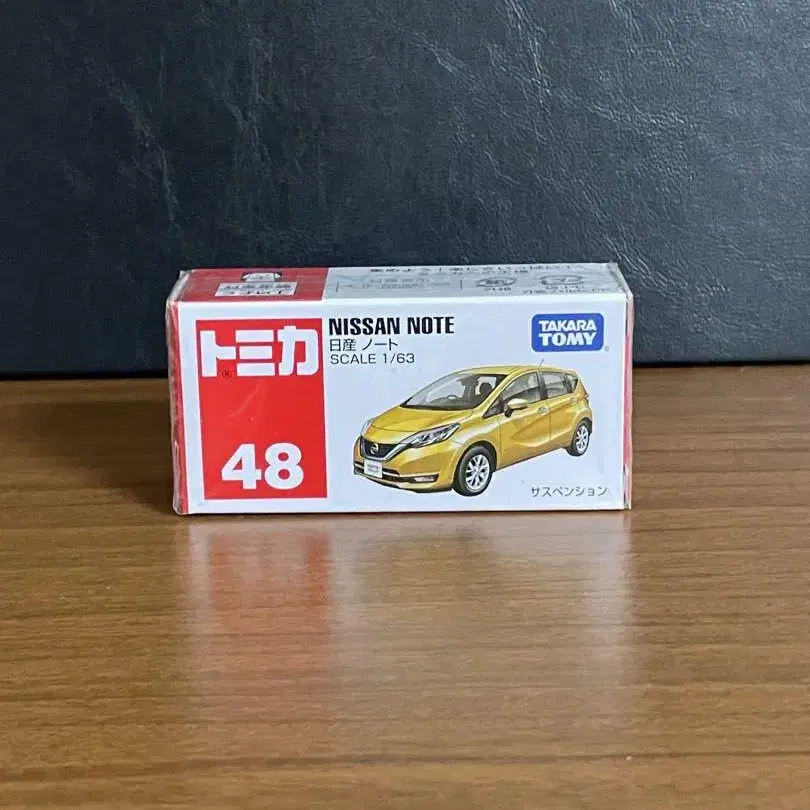 トミカ
48
NISSAN NOTE
日産 ノート
SCALE 1/63
TAKARA
TOMY
サスペンション